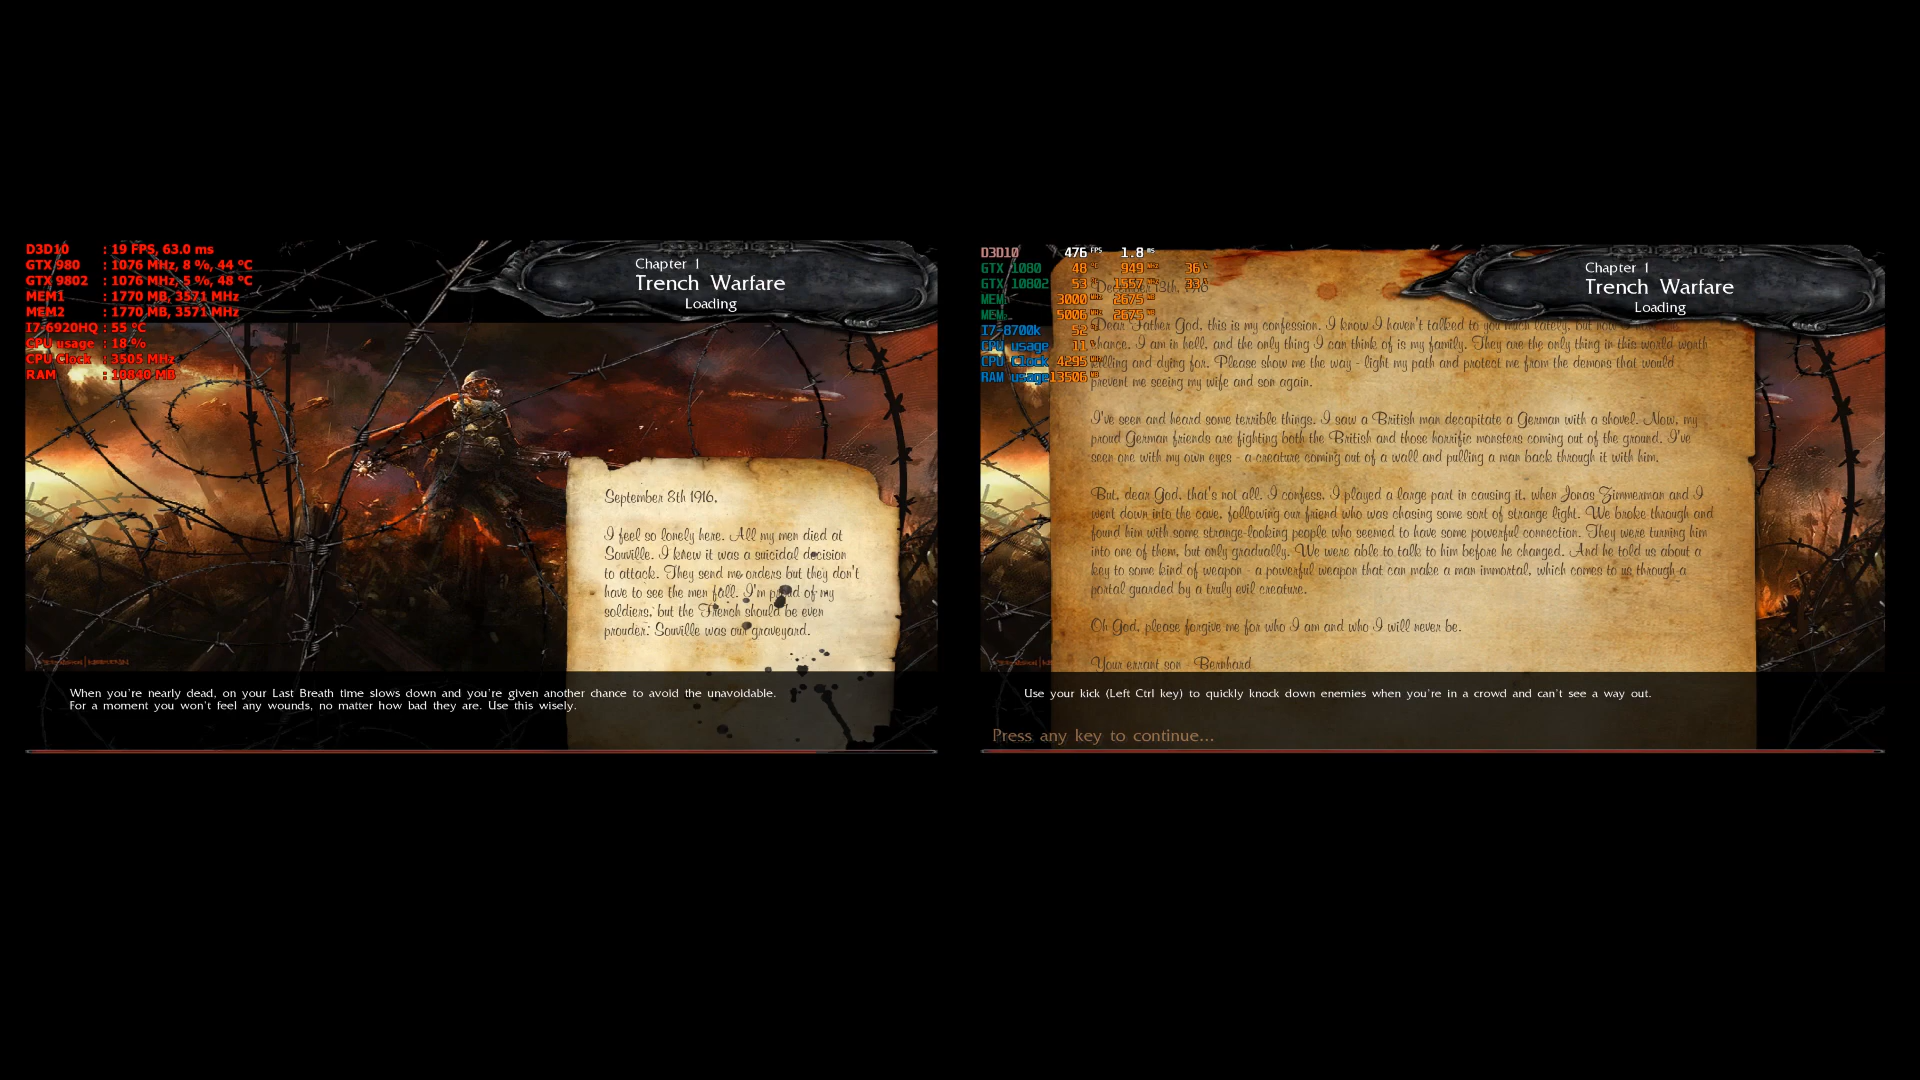 D3D10 : 19 FPS, 63.0 ms
GTX 980 : 1076 MHz, 8 %, 44 °C
GTX 9802 : 1076 MHz, 5 %, 48 °C
MEM1 : 1770 MB, 3571 MHz
MEM2 : 1770 MB, 3571 MHz
I7-6920HQ : 55 °C
CPU usage : 18 %
CPU Clock : 3505 MHz
RAM : 10840 MB
Chapter 1
Trench Warfare
Loading
September 8th 1916,
I feel so lonely here. All my men died at
Souville. I knew it was a suicidal decision
to attack. They send me orders but they don't
have to see the men fall. I'm proud of my
soldiers, but the French should be even
prouder: Souville was our graveyard.
When you're nearly dead, on your Last Breath time slows down and you're given another chance to avoid the unavoidable.
For a moment you won't feel any wounds, no matter how bad they are. Use this wisely.
D3D10 476 FPS 1.8 ms
GTX 1080 48 °C 949 MHz 36 %
GTX 10802 53 °C 1557 MHz 33 %
MEM 3000 MHz 2675 MB
MEM 5006 MHz 2675 MB
I7-8700k 52
CPU usage 11
CPU Clock 4295 MHz
RAM usage 13506 MB
Chapter 1
Trench Warfare
Loading
December 13th, 1916
Dear Father God, this is my confession. I know I haven't talked to you much lately, but now
chance. I am in hell, and the only thing I can think of is my family. They are the only thing in this world worth
killing and dying for. Please show me the way - light my path and protect me from the demons that would
prevent me seeing my wife and son again.
I've seen and heard some terrible things. I saw a British man decapitate a German with a shovel. Now, my
proud German friends are fighting both the British and those horrific monsters coming out of the ground. I've
seen one with my own eyes - a creature coming out of a wall and pulling a man back through it with him.
But, dear God, that's not all. I confess, I played a large part in causing it, when Jonas Zimmerman and I
went down into the cave, following our friend who was chasing some sort of strange light. We broke through and
found him with some strange-looking people who seemed to have some powerful connection. They were turning him
into one of them, but only gradually. We were able to talk to him before he changed. And he told us about a
key to some kind of weapon - a powerful weapon that can make a man immortal, which comes to us through a
portal guarded by a truly evil creature.
Oh God, please forgive me for who I am and who I will never be.
Your errant son - Bernhard
Use your kick (Left Ctrl key) to quickly knock down enemies when you're in a crowd and can't see a way out.
Press any key to continue...